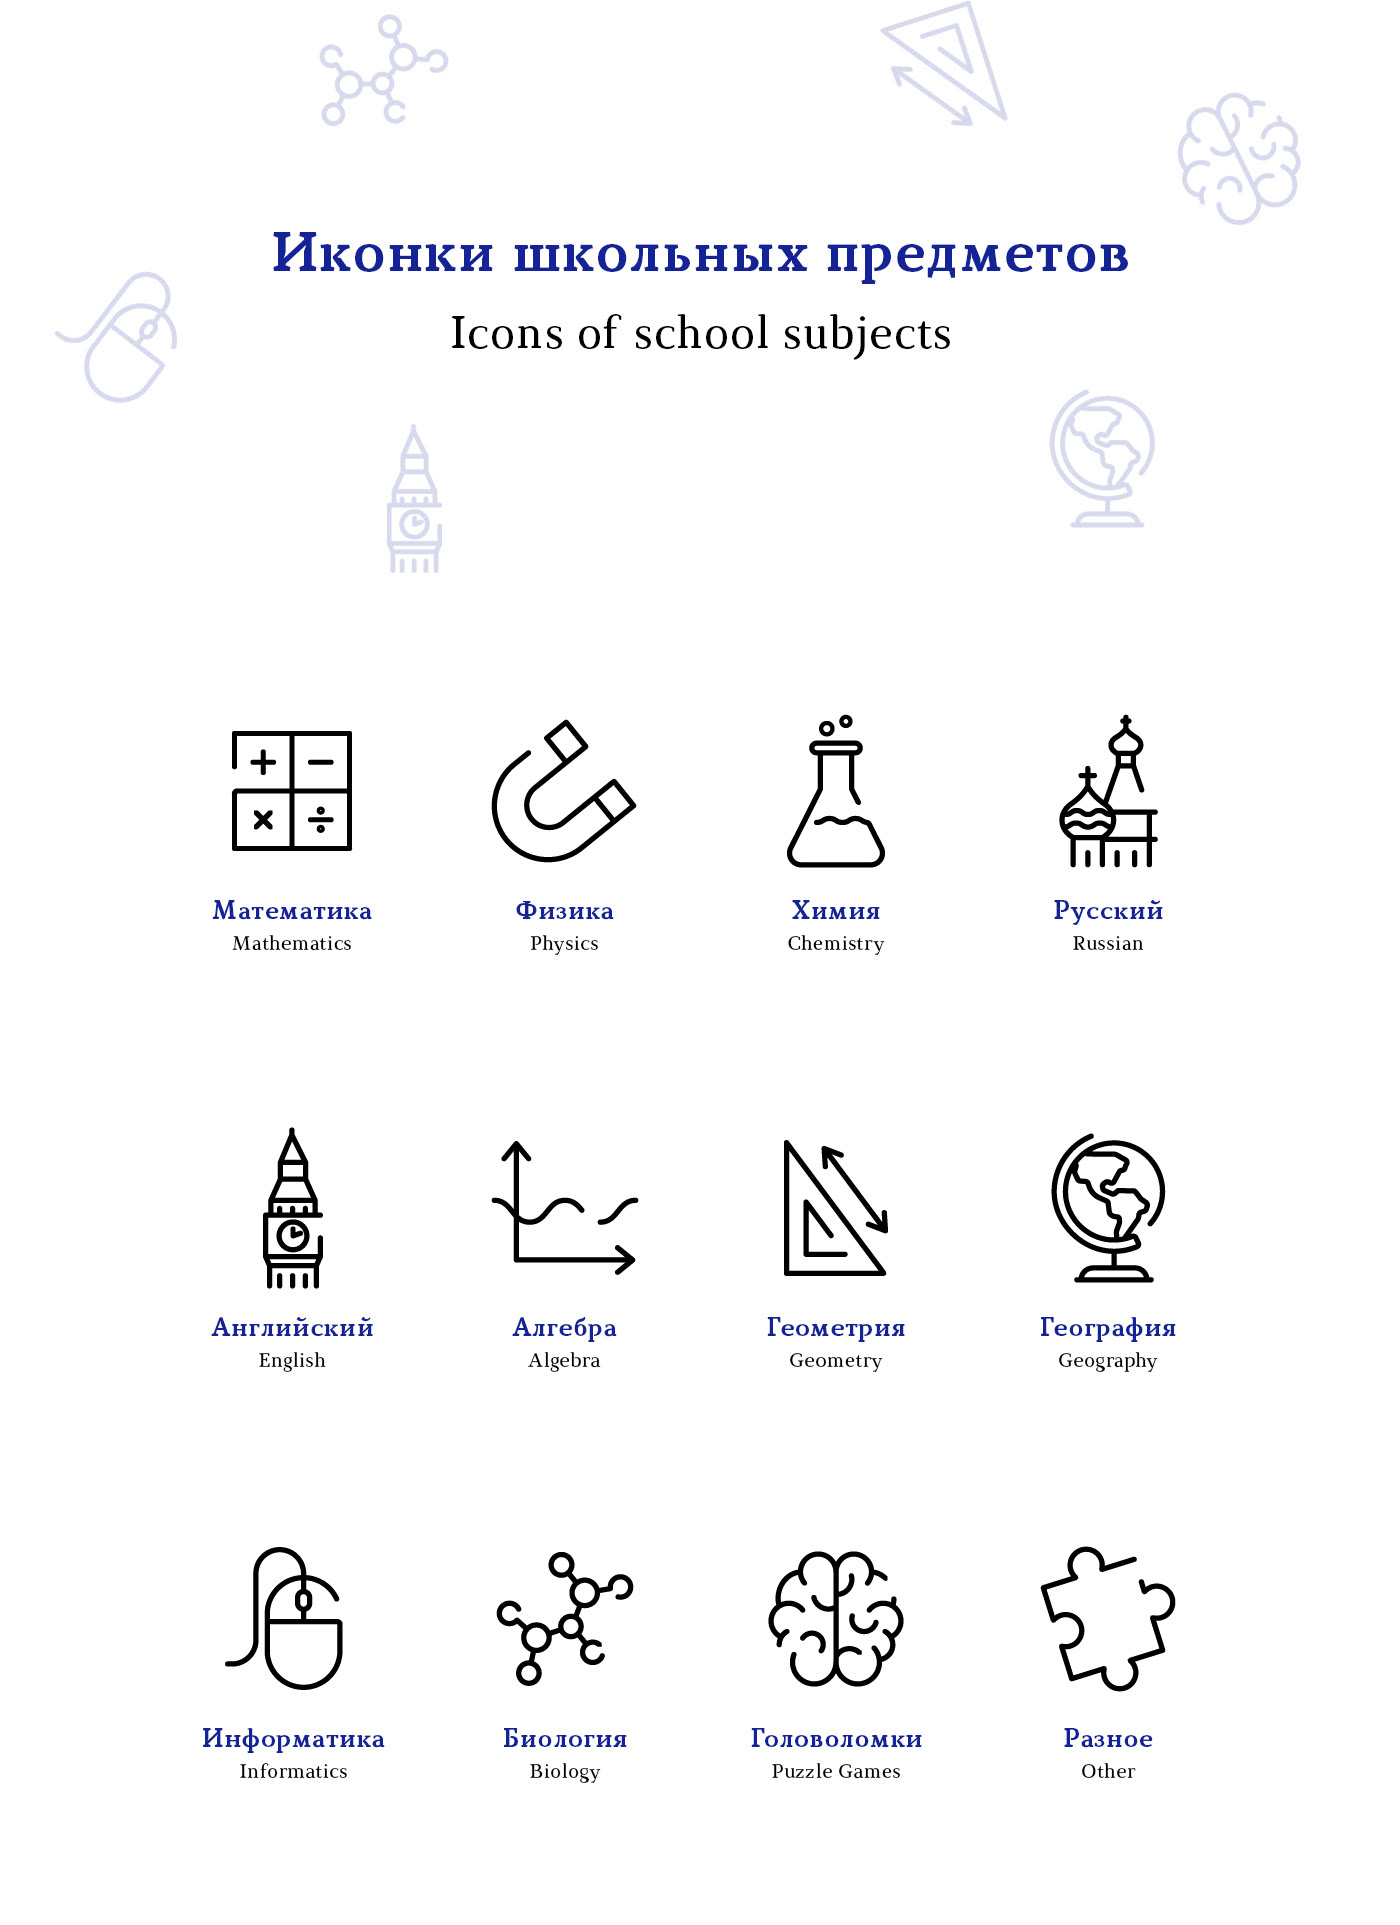 Иконки школьных предметов
Icons of school subjects
+ −
× ÷
Математика
Mathematics
Физика
Physics
Химия
Chemistry
Русский
Russian
Английский
English
Алгебра
Algebra
Геометрия
Geometry
География
Geography
Информатика
Informatics
Биология
Biology
Головоломки
Puzzle Games
Разное
Other